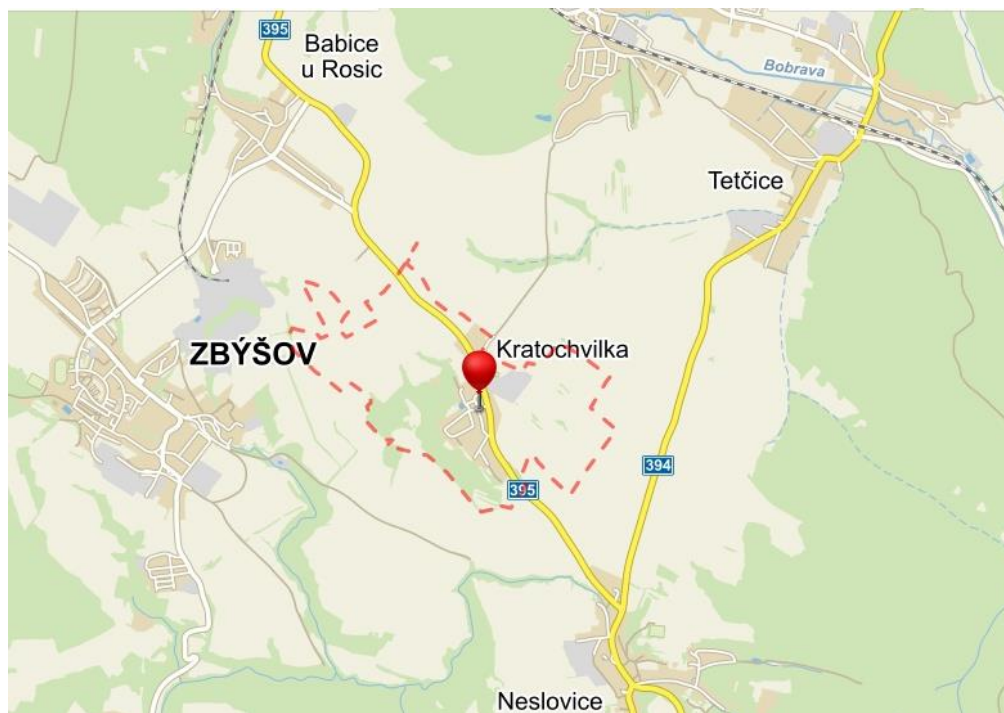 395
Babice
u Rosic
Bobrava
Tetčice
ZBÝŠOV
Kratochvilka
394
395
Neslovice